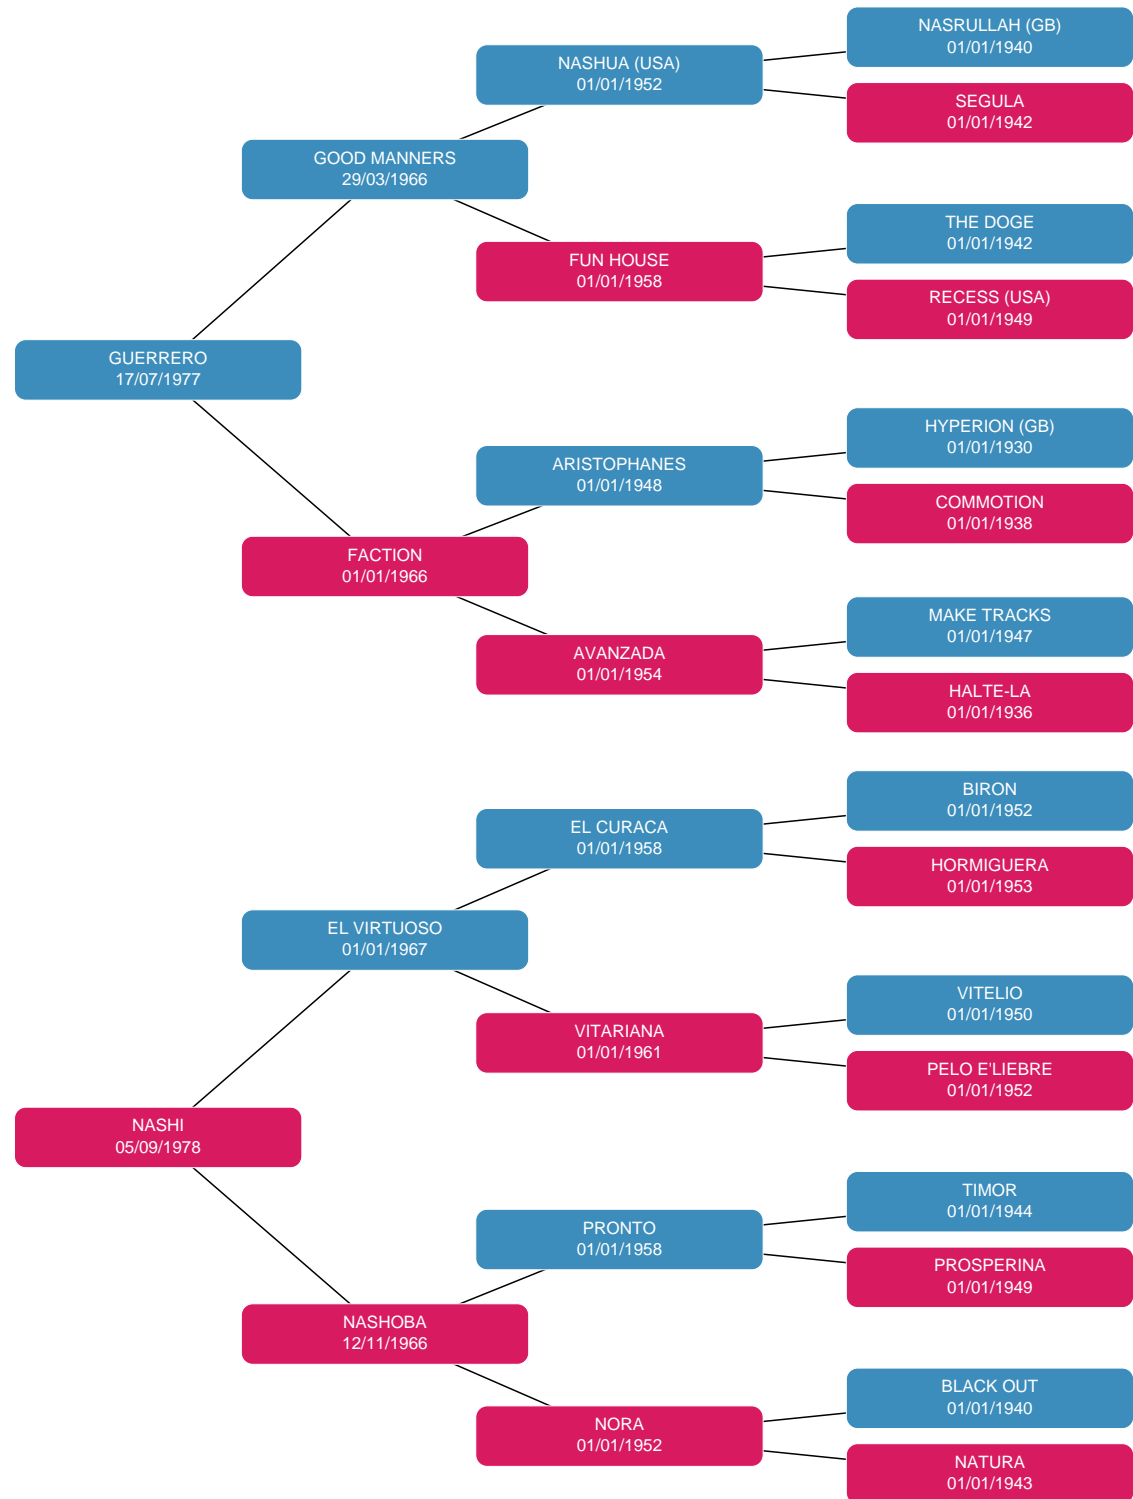 NASRULLAH (GB)
01/01/1940
NASHUA (USA)
01/01/1952
SEGULA
01/01/1942
GOOD MANNERS
29/03/1966
THE DOGE
01/01/1942
FUN HOUSE
01/01/1958
RECESS (USA)
01/01/1949
GUERRERO
17/07/1977
HYPERION (GB)
01/01/1930
ARISTOPHANES
01/01/1948
COMMOTION
01/01/1938
FACTION
01/01/1966
MAKE TRACKS
01/01/1947
AVANZADA
01/01/1954
HALTE-LA
01/01/1936
BIRON
01/01/1952
EL CURACA
01/01/1958
HORMIGUERA
01/01/1953
EL VIRTUOSO
01/01/1967
VITELIO
01/01/1950
VITARIANA
01/01/1961
PELO E'LIEBRE
01/01/1952
NASHI
05/09/1978
TIMOR
01/01/1944
PRONTO
01/01/1958
PROSPERINA
01/01/1949
NASHOBA
12/11/1966
BLACK OUT
01/01/1940
NORA
01/01/1952
NATURA
01/01/1943